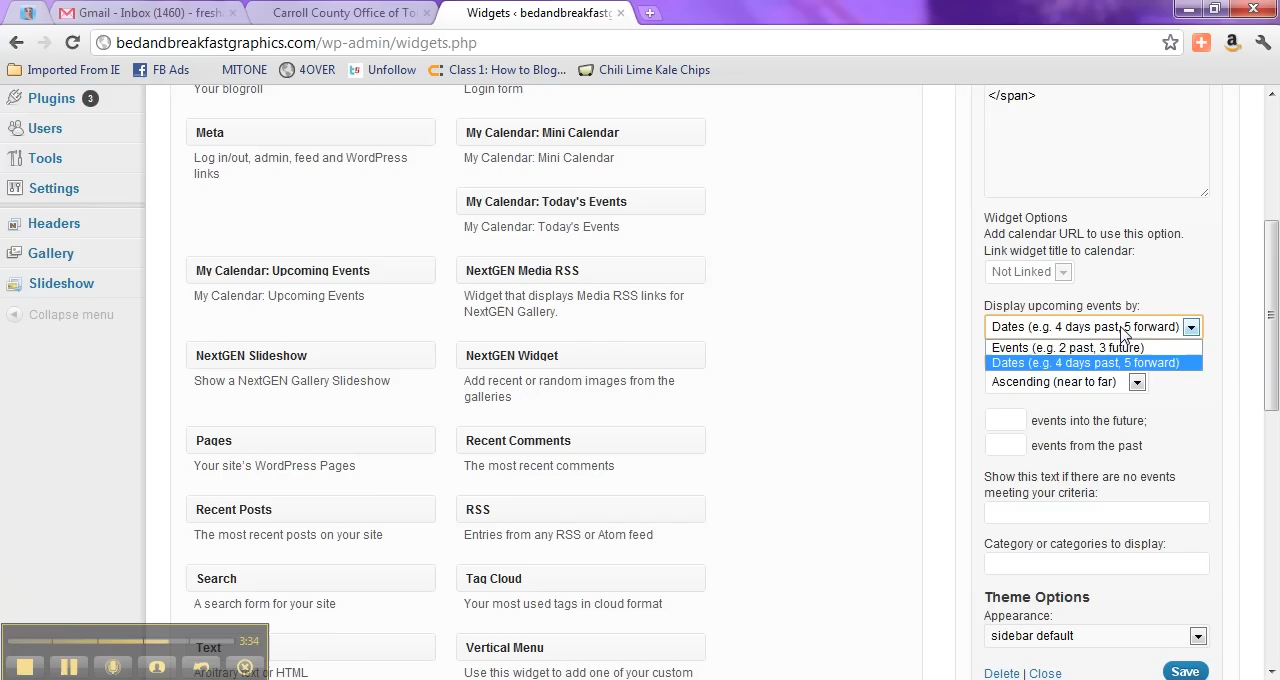 Gmail - Inbox (1460) - fresh
Carroll County Office of To
Widgets ‹ bedandbreakfastg
bedandbreakfastgraphics.com/wp-admin/widgets.php
Imported From IE
FB Ads
MITONE
4OVER
Unfollow
Class 1: How to Blog...
Chili Lime Kale Chips
Plugins 3
Users
Tools
Settings
Headers
Gallery
Slideshow
Collapse menu
Your blogroll
Login form
Meta
Log in/out, admin, feed and WordPress
links
My Calendar: Mini Calendar
My Calendar: Mini Calendar
My Calendar: Today's Events
My Calendar: Today's Events
My Calendar: Upcoming Events
My Calendar: Upcoming Events
NextGEN Media RSS
Widget that displays Media RSS links for
NextGEN Gallery.
NextGEN Slideshow
Show a NextGEN Gallery Slideshow
NextGEN Widget
Add recent or random images from the
galleries
Pages
Your site's WordPress Pages
Recent Comments
The most recent comments
Recent Posts
The most recent posts on your site
RSS
Entries from any RSS or Atom feed
Search
A search form for your site
Tag Cloud
Your most used tags in cloud format
Text
Arbitrary text or HTML
Vertical Menu
Use this widget to add one of your custom
</span>
Widget Options
Add calendar URL to use this option.
Link widget title to calendar:
Not Linked
Display upcoming events by:
Dates (e.g. 4 days past, 5 forward)
Events (e.g. 2 past, 3 future)
Dates (e.g. 4 days past, 5 forward)
Ascending (near to far)
events into the future;
events from the past
Show this text if there are no events
meeting your criteria:
Category or categories to display:
Theme Options
Appearance:
sidebar default
Delete | Close
Save
3:34